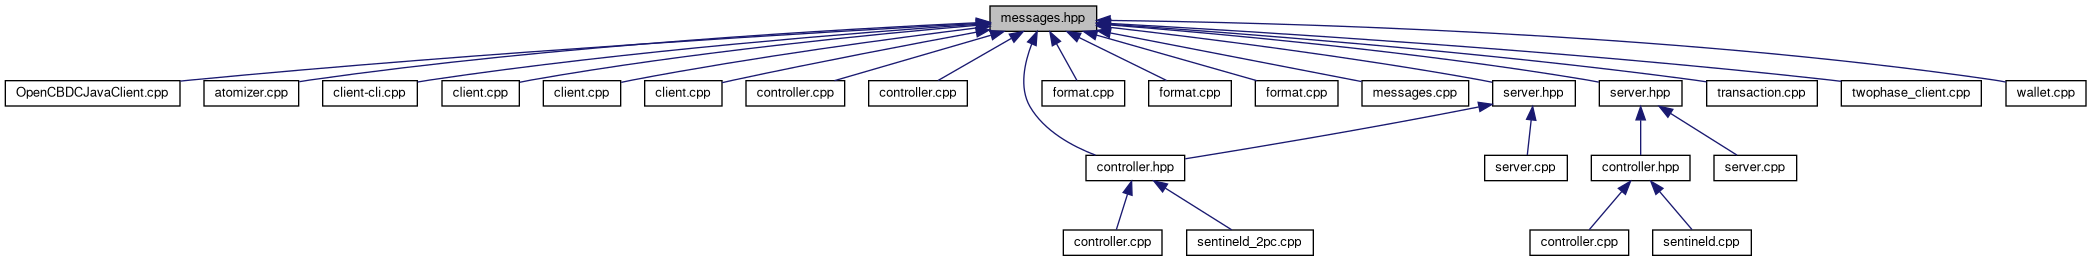 messages.hpp
OpenCBDCJavaClient.cpp
atomizer.cpp
client-cli.cpp
client.cpp
client.cpp
client.cpp
controller.cpp
controller.cpp
format.cpp
format.cpp
format.cpp
messages.cpp
server.hpp
server.hpp
transaction.cpp
twophase_client.cpp
wallet.cpp
controller.hpp
server.cpp
controller.hpp
server.cpp
controller.cpp
sentineld_2pc.cpp
controller.cpp
sentineld.cpp